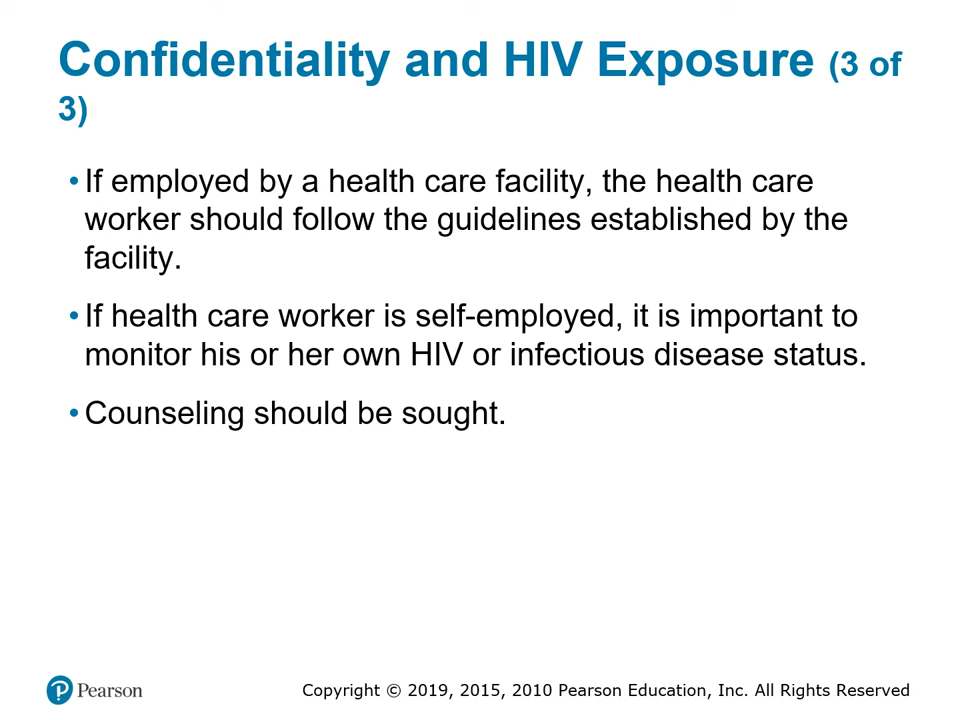 Confidentiality and HIV Exposure (3 of
3)
• If employed by a health care facility, the health care
worker should follow the guidelines established by the
facility.
• If health care worker is self-employed, it is important to
monitor his or her own HIV or infectious disease status.
• Counseling should be sought.
Pearson
Copyright © 2019, 2015, 2010 Pearson Education, Inc. All Rights Reserved